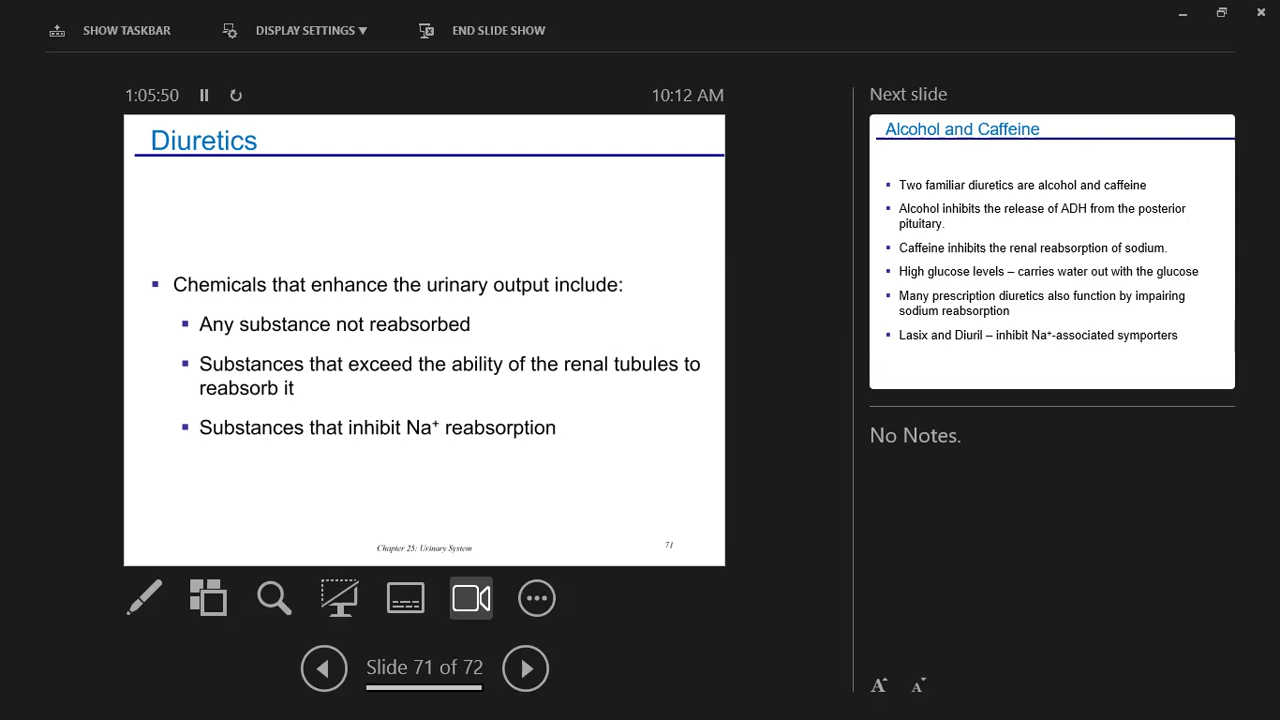 SHOW TASKBAR
DISPLAY SETTINGS ▼
END SLIDE SHOW
1:05:50
10:12 AM
Diuretics
▪ Chemicals that enhance the urinary output include:
▪ Any substance not reabsorbed
▪ Substances that exceed the ability of the renal tubules to
reabsorb it
▪ Substances that inhibit Na⁺ reabsorption
Chapter 25: Urinary System
71
Slide 71 of 72
Next slide
Alcohol and Caffeine
▪ Two familiar diuretics are alcohol and caffeine
▪ Alcohol inhibits the release of ADH from the posterior
pituitary.
▪ Caffeine inhibits the renal reabsorption of sodium.
▪ High glucose levels – carries water out with the glucose
▪ Many prescription diuretics also function by impairing
sodium reabsorption
▪ Lasix and Diuril – inhibit Na⁺-associated symporters
No Notes.
A A